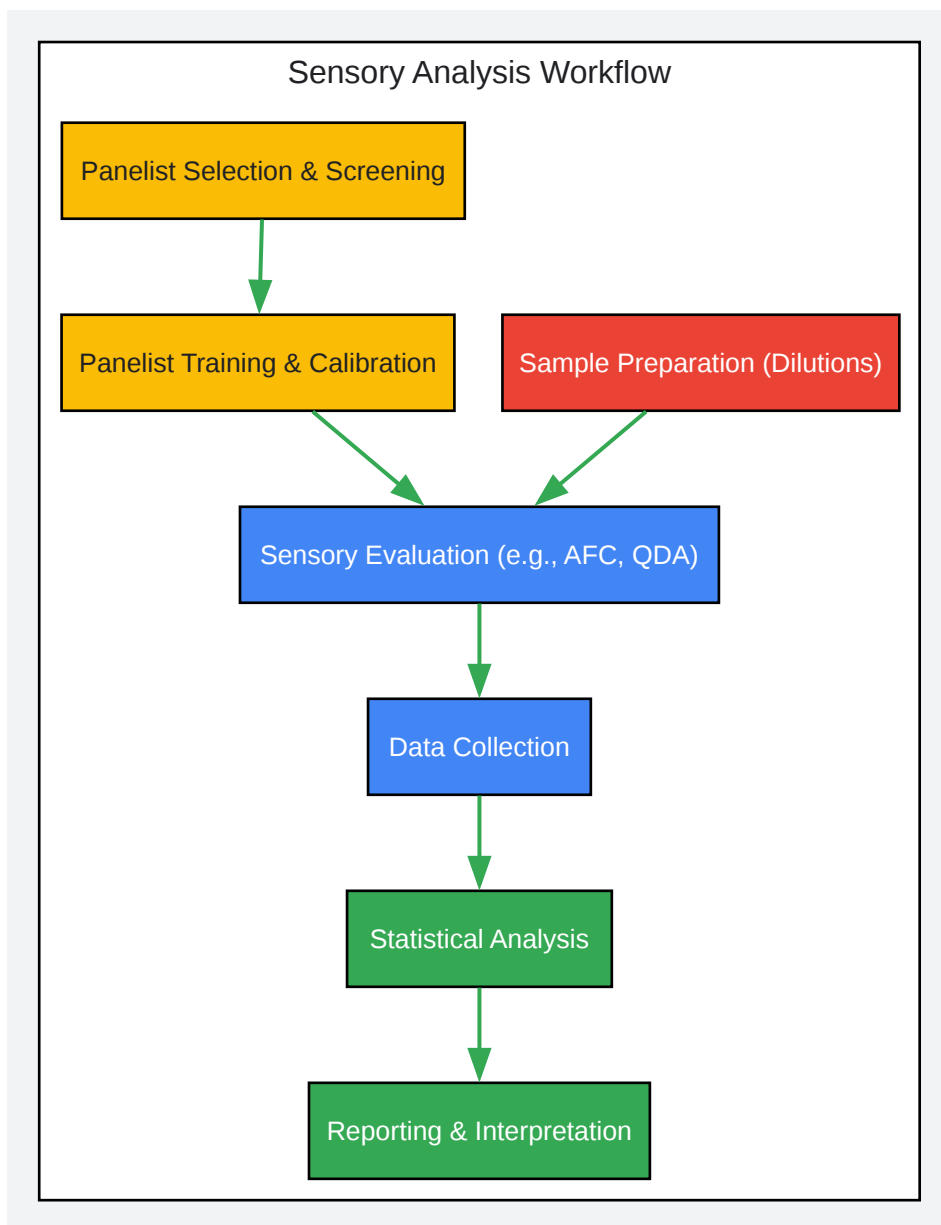 Sensory Analysis Workflow
Panelist Selection & Screening
Panelist Training & Calibration
Sample Preparation (Dilutions)
Sensory Evaluation (e.g., AFC, QDA)
Data Collection
Statistical Analysis
Reporting & Interpretation